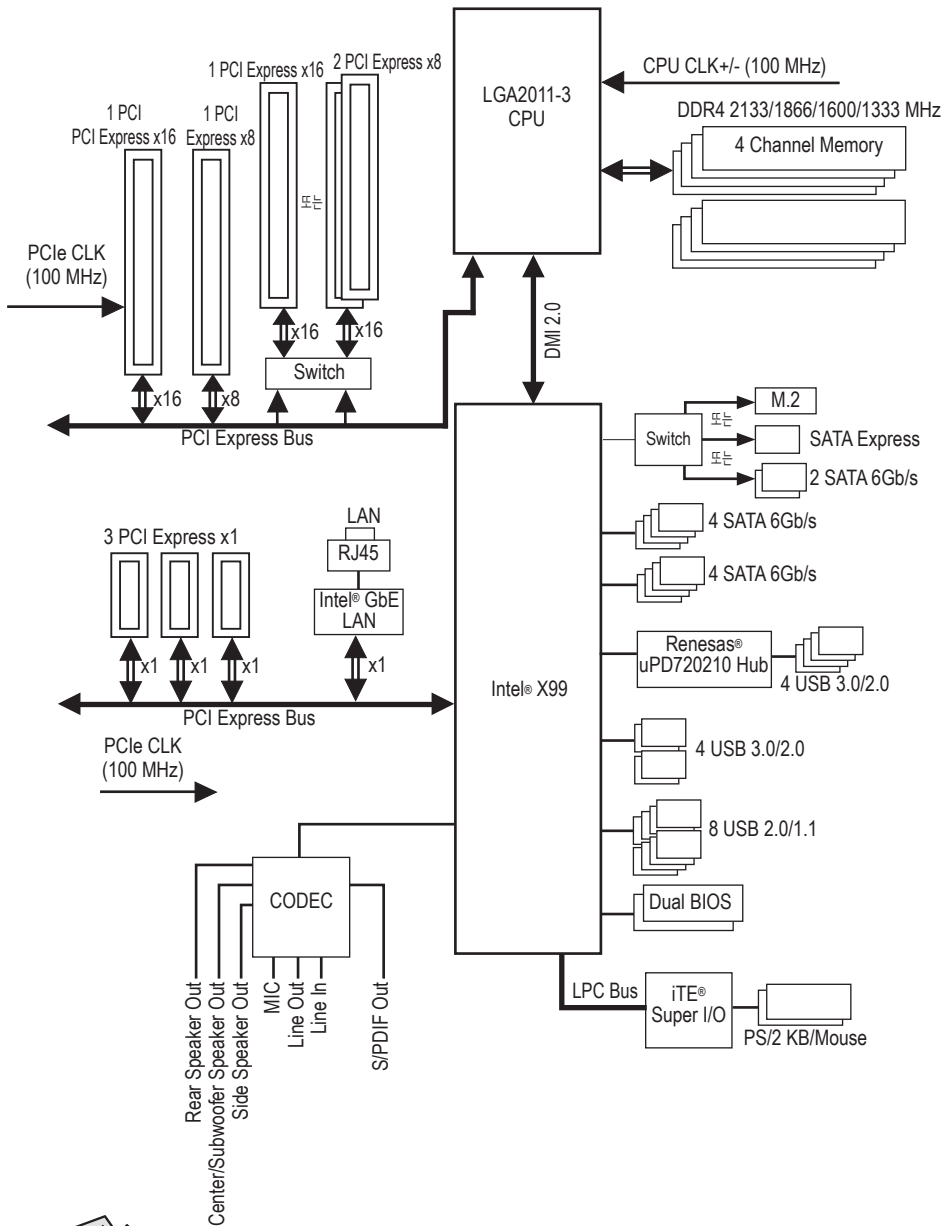 1 PCI Express x16
2 PCI Express x8
1 PCI
PCI Express x16
1 PCI
Express x8
또는
PCIe CLK
(100 MHz)
x16
x16
Switch
x16
x8
PCI Express Bus
LGA2011-3
CPU
CPU CLK+/- (100 MHz)
DDR4 2133/1866/1600/1333 MHz
4 Channel Memory
DMI 2.0
Switch
M.2
또는
SATA Express
또는
2 SATA 6Gb/s
4 SATA 6Gb/s
4 SATA 6Gb/s
Renesas®
uPD720210 Hub
4 USB 3.0/2.0
Intel® X99
4 USB 3.0/2.0
8 USB 2.0/1.1
Dual BIOS
3 PCI Express x1
LAN
RJ45
Intel® GbE
LAN
x1
x1
x1
x1
PCI Express Bus
PCIe CLK
(100 MHz)
CODEC
Rear Speaker Out
Center/Subwoofer Speaker Out
Side Speaker Out
MIC
Line Out
Line In
S/PDIF Out
LPC Bus
iTE®
Super I/O
PS/2 KB/Mouse